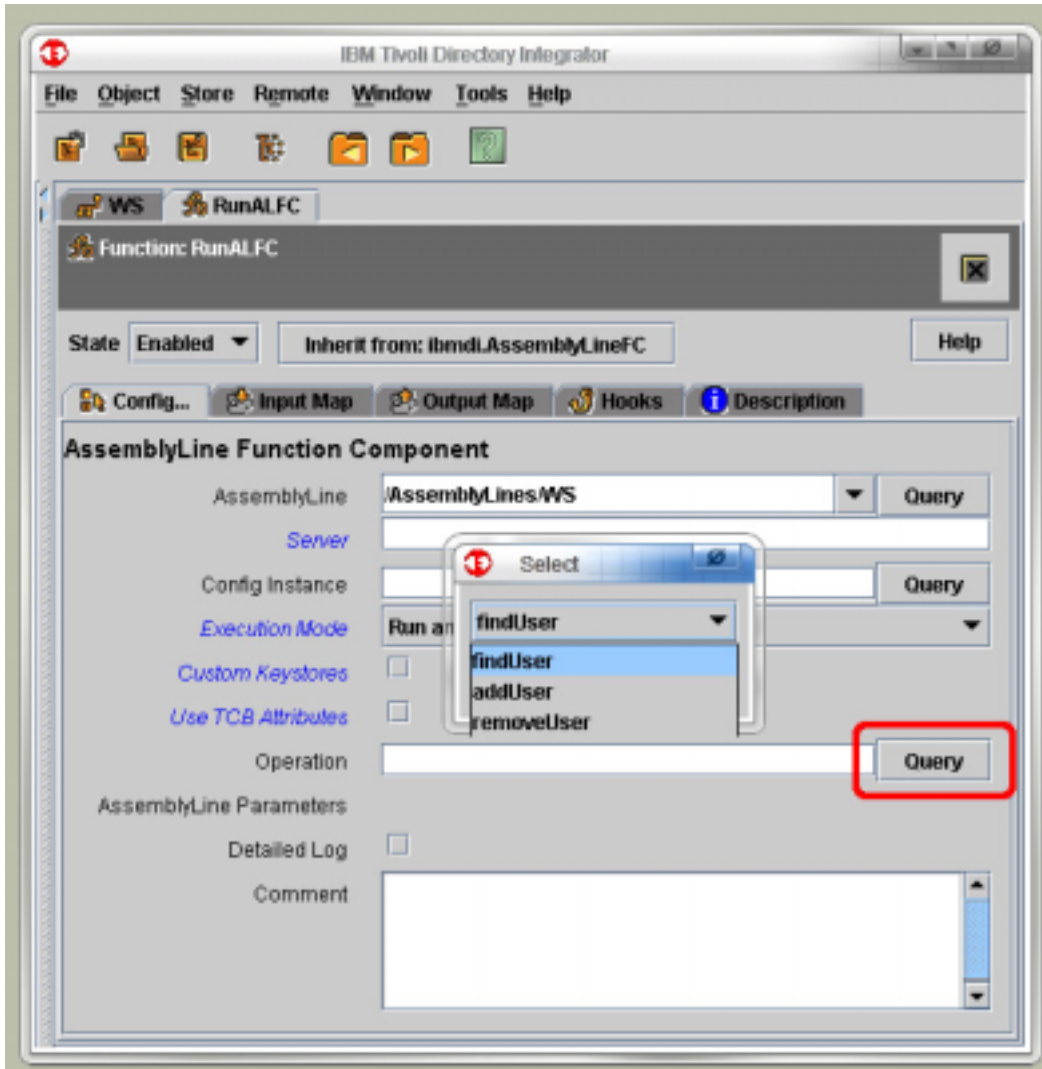 IBM Tivoli Directory Integrator
File Object Store Remote Window Tools Help
WS RunALFC
Function: RunALFC
State Enabled Inherit from: ibmdi.AssemblyLineFC Help
Config... Input Map Output Map Hooks Description
AssemblyLine Function Component
AssemblyLine /AssemblyLines/WS Query
Server
Select
Config Instance Query
findUser
Execution Mode Run an
findUser
Custom Keystores
addUser
Use TCB Attributes
removeUser
Operation Query
AssemblyLine Parameters
Detailed Log
Comment